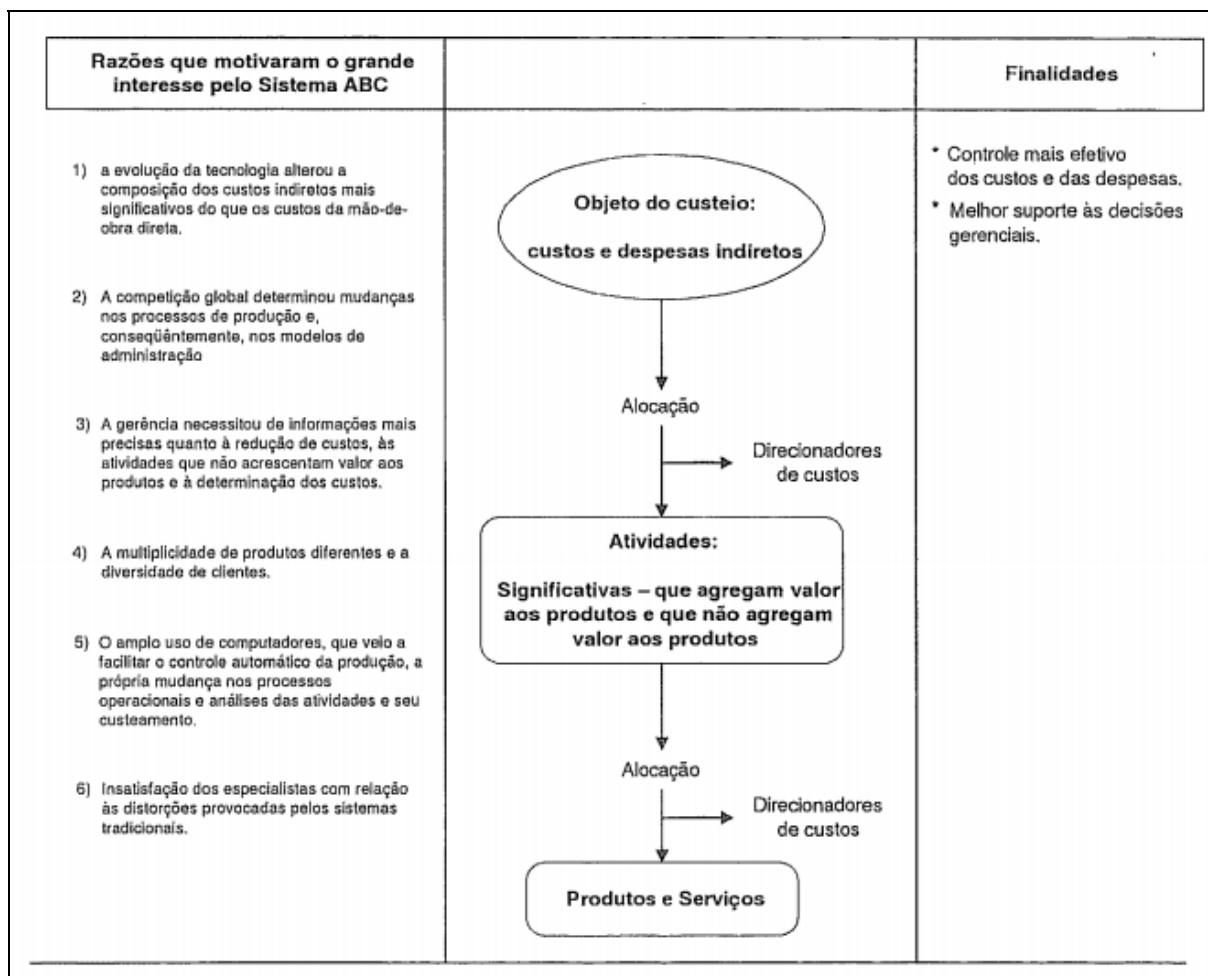 Razões que motivaram o grande
interesse pelo Sistema ABC
Finalidades
1) a evolução da tecnologia alterou a
composição dos custos indiretos mais
significativos do que os custos da mão-de-
obra direta.
2) A competição global determinou mudanças
nos processos de produção e,
conseqüêntemente, nos modelos de
administração
3) A gerência necessitou de informações mais
precisas quanto à redução de custos, às
atividades que não acrescentam valor aos
produtos e à determinação dos custos.
4) A multiplicidade de produtos diferentes e a
diversidade de clientes.
5) O amplo uso de computadores, que veio a
facilitar o controle automático da produção, a
própria mudança nos processos
operacionais e análises das atividades e seu
custeamento.
6) Insatisfação dos especialistas com relação
às distorções provocadas pelos sistemas
tradicionais.
Objeto do custeio:
custos e despesas indiretos
Alocação
Direcionadores
de custos
Atividades:
Significativas – que agregam valor
aos produtos e que não agregam
valor aos produtos
Alocação
Direcionadores
de custos
Produtos e Serviços
* Controle mais efetivo
dos custos e das despesas.
* Melhor suporte às decisões
gerenciais.